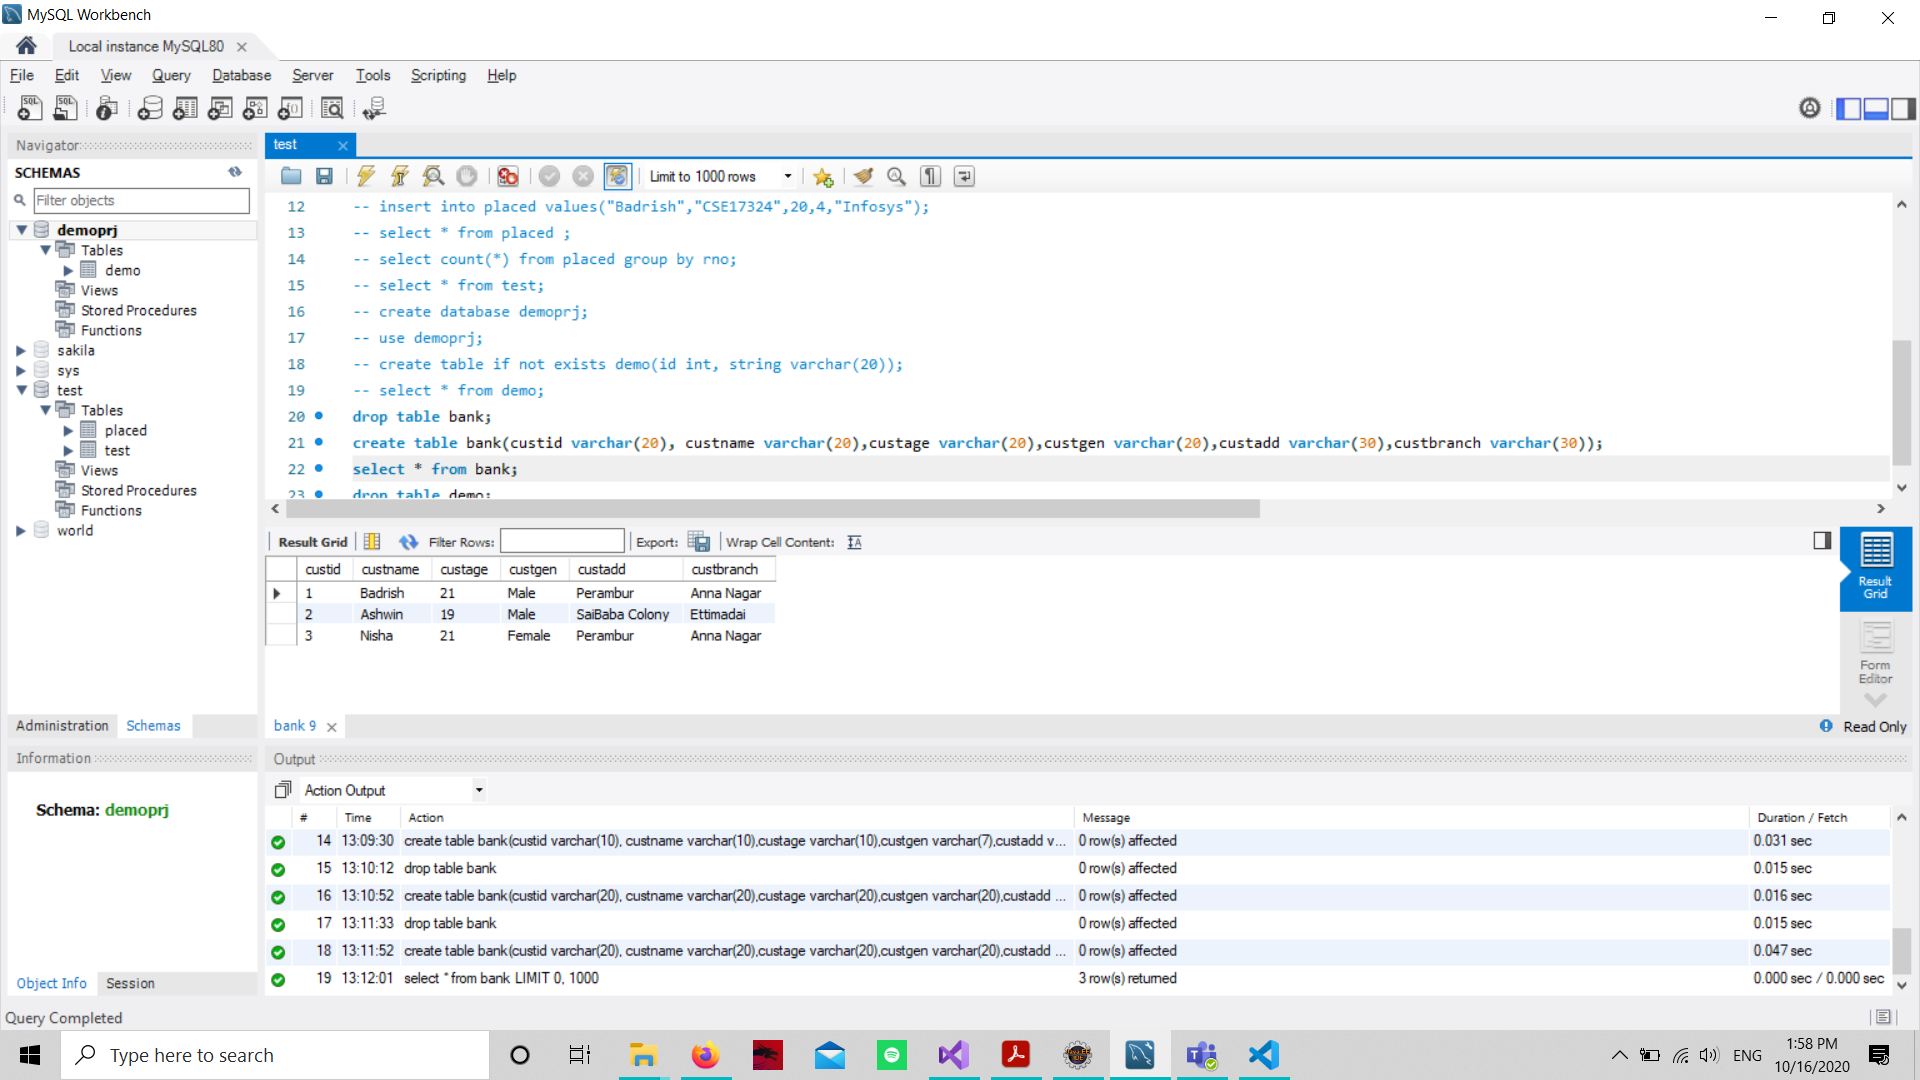 MySQL Workbench
Local instance MySQL80
File Edit View Query Database Server Tools Scripting Help
Navigator
SCHEMAS
Filter objects
demoprj
Tables
demo
Views
Stored Procedures
Functions
sakila
sys
test
Tables
placed
test
Views
Stored Procedures
Functions
world
Administration Schemas
Information
Schema: demoprj
Object Info Session
test
Limit to 1000 rows
12 -- insert into placed values("Badrish","CSE17324",20,4,"Infosys");
13 -- select * from placed ;
14 -- select count(*) from placed group by rno;
15 -- select * from test;
16 -- create database demoprj;
17 -- use demoprj;
18 -- create table if not exists demo(id int, string varchar(20));
19 -- select * from demo;
20 drop table bank;
21 create table bank(custid varchar(20), custname varchar(20),custage varchar(20),custgen varchar(20),custadd varchar(30),custbranch varchar(30));
22 select * from bank;
23 drop table demo;
Result Grid Filter Rows: Export: Wrap Cell Content:
custid custname custage custgen custadd custbranch
1 Badrish 21 Male Perambur Anna Nagar
2 Ashwin 19 Male SaiBaba Colony Ettimadai
3 Nisha 21 Female Perambur Anna Nagar
Result Grid
Form Editor
bank 9
Read Only
Output
Action Output
# Time Action Message Duration / Fetch
14 13:09:30 create table bank(custid varchar(10), custname varchar(10),custage varchar(10),custgen varchar(7),custadd v... 0 row(s) affected 0.031 sec
15 13:10:12 drop table bank 0 row(s) affected 0.015 sec
16 13:10:52 create table bank(custid varchar(20), custname varchar(20),custage varchar(20),custgen varchar(20),custadd ... 0 row(s) affected 0.016 sec
17 13:11:33 drop table bank 0 row(s) affected 0.015 sec
18 13:11:52 create table bank(custid varchar(20), custname varchar(20),custage varchar(20),custgen varchar(20),custadd ... 0 row(s) affected 0.047 sec
19 13:12:01 select * from bank LIMIT 0, 1000 3 row(s) returned 0.000 sec / 0.000 sec
Query Completed
Type here to search
ENG
1:58 PM
10/16/2020